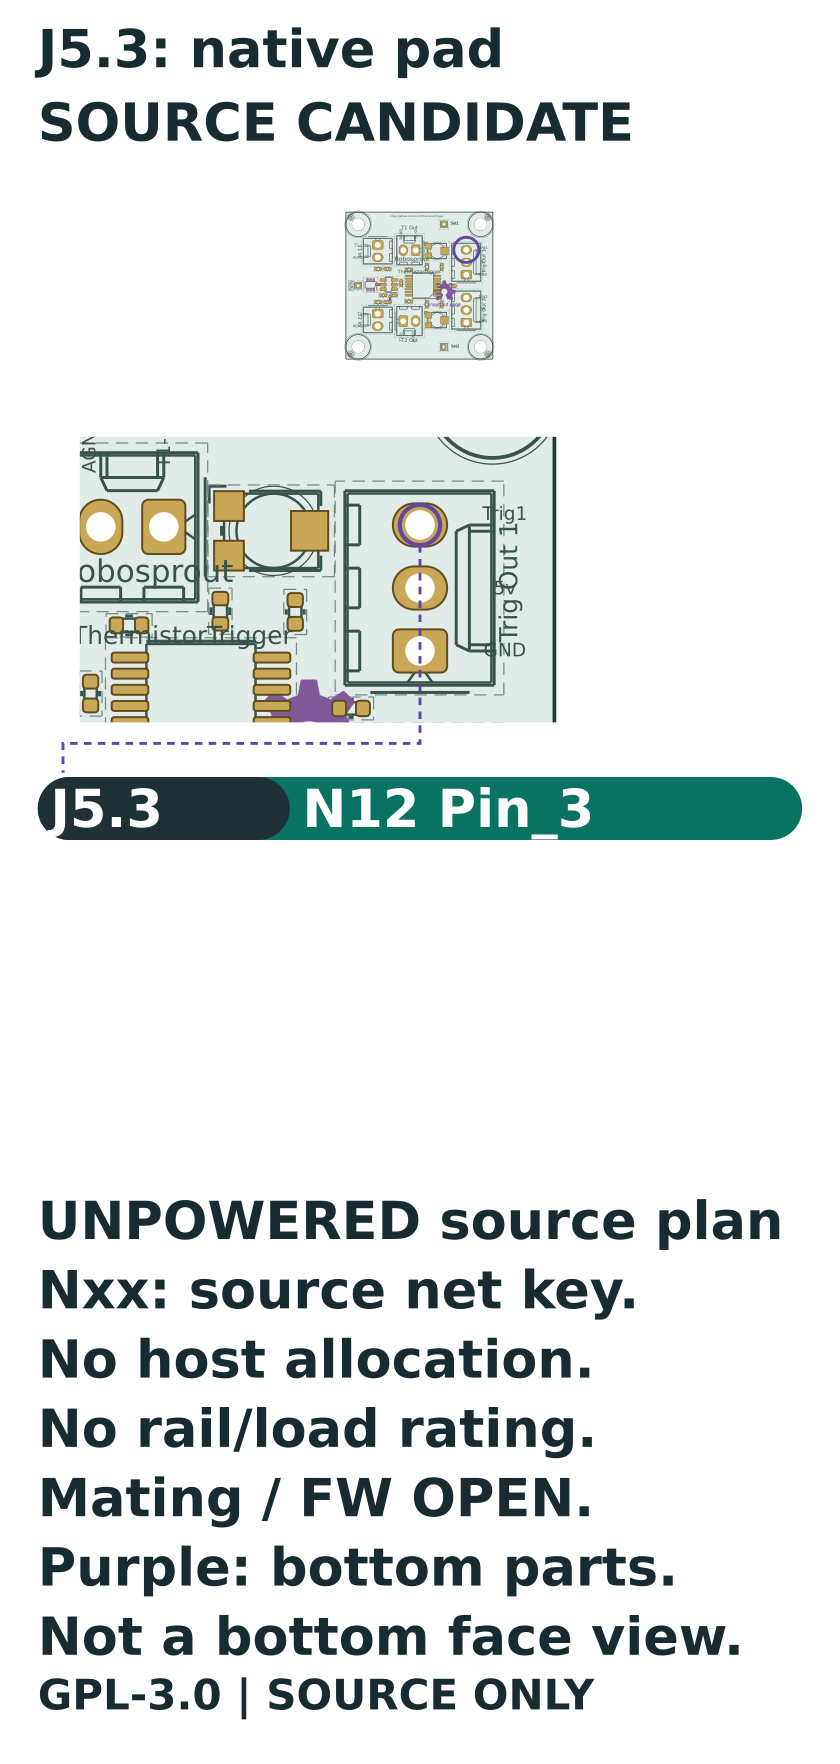 J5.3: native pad
SOURCE CANDIDATE
Trig1
Trig Out 1
5v
GND
obosprout
ThermistorTrigger
J5.3
N12 Pin_3
UNPOWERED source plan
Nxx: source net key.
No host allocation.
No rail/load rating.
Mating / FW OPEN.
Purple: bottom parts.
Not a bottom face view.
GPL-3.0 | SOURCE ONLY